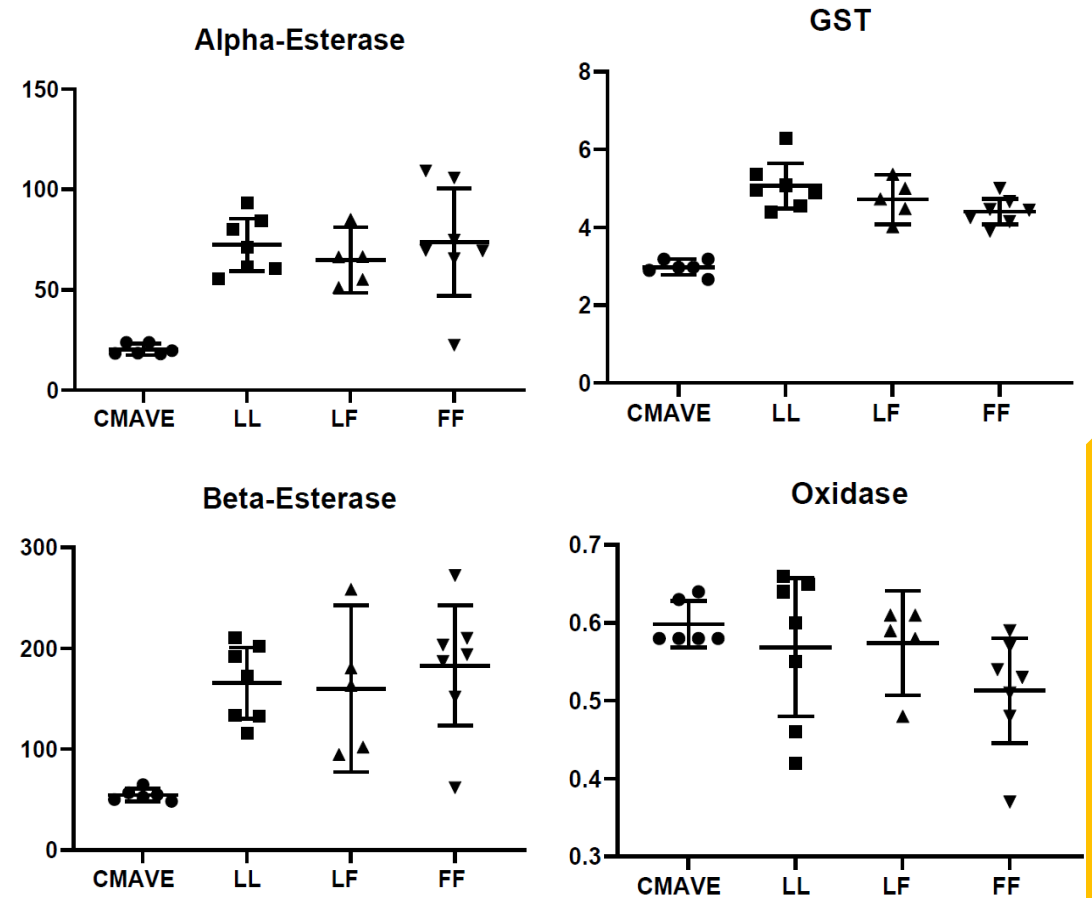 Alpha-Esterase
150
100
50
0
CMAVE LL LF FF
GST
8
6
4
2
0
CMAVE LL LF FF
Beta-Esterase
300
200
100
0
CMAVE LL LF FF
Oxidase
0.7
0.6
0.5
0.4
0.3
CMAVE LL LF FF